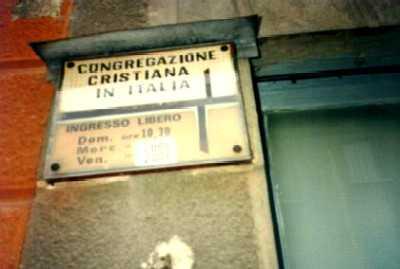 CONGREGAZIONE
CRISTIANA
IN ITALIA
INGRESSO LIBERO
Dom. ore 10,30
Merc
Ven.